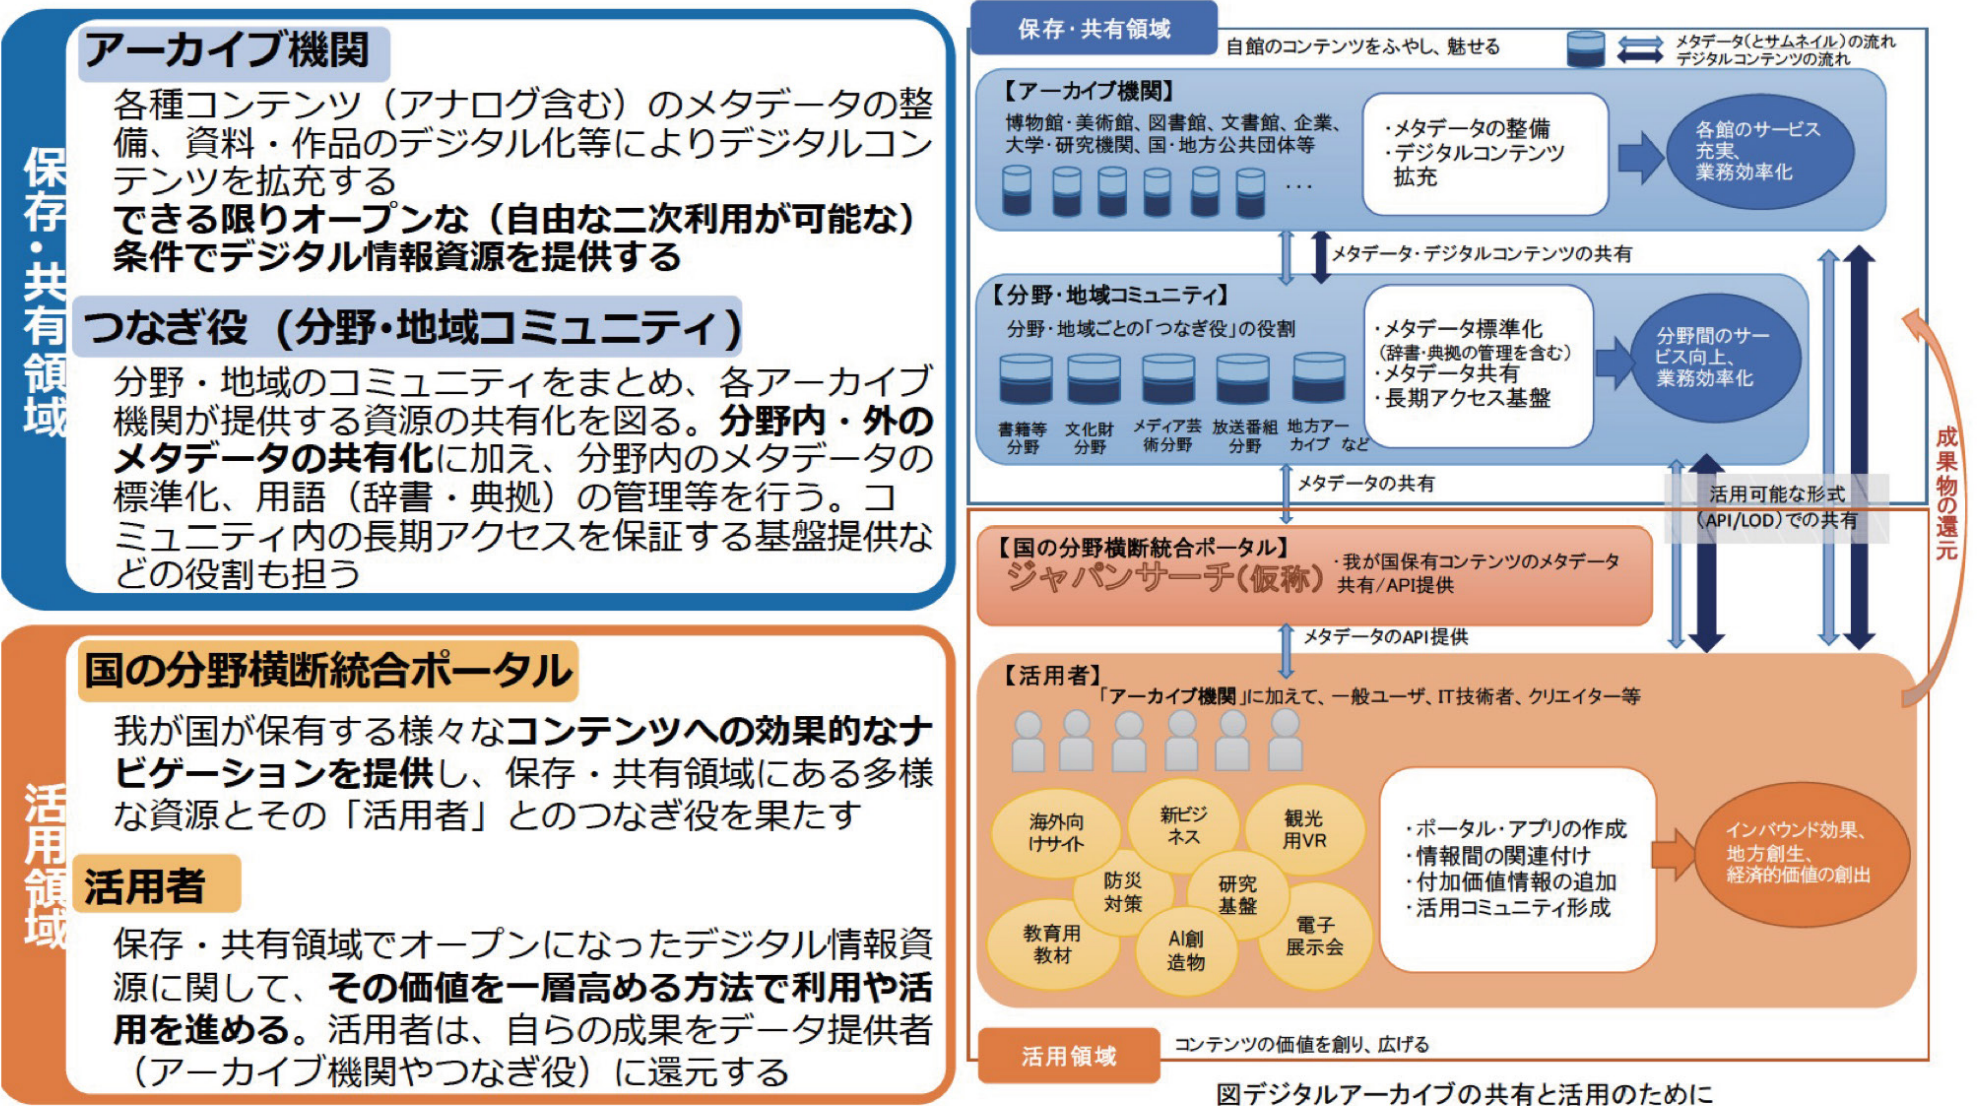 保存・共有領域
アーカイブ機関
各種コンテンツ（アナログ含む）のメタデータの整
備、資料・作品のデジタル化等によりデジタルコン
テンツを拡充する
できる限りオープンな（自由な二次利用が可能な）
条件でデジタル情報資源を提供する
つなぎ役（分野・地域コミュニティ）
分野・地域のコミュニティをまとめ、各アーカイブ
機関が提供する資源の共有化を図る。分野内・外の
メタデータの共有化に加え、分野内のメタデータの
標準化、用語（辞書・典拠）の管理等を行う。コ
ミュニティ内の長期アクセスを保証する基盤提供な
どの役割も担う
活用領域
国の分野横断統合ポータル
我が国が保有する様々なコンテンツへの効果的なナ
ビゲーションを提供し、保存・共有領域にある多様
な資源とその「活用者」とのつなぎ役を果たす
活用者
保存・共有領域でオープンになったデジタル情報資
源に関して、その価値を一層高める方法で利用や活
用を進める。活用者は、自らの成果をデータ提供者
（アーカイブ機関やつなぎ役）に還元する
保存・共有領域
自館のコンテンツをふやし、魅せる
メタデータ（とサムネイル）の流れ
デジタルコンテンツの流れ
【アーカイブ機関】
博物館・美術館、図書館、文書館、企業、
大学・研究機関、国・地方公共団体等
・・・
・メタデータの整備
・デジタルコンテンツ
拡充
各館のサービス
充実、
業務効率化
メタデータ・デジタルコンテンツの共有
【分野・地域コミュニティ】
分野・地域ごとの「つなぎ役」の役割
書籍等
分野
文化財
分野
メディア芸
術分野
放送番組
分野
地方アー
カイブ など
・メタデータ標準化
（辞書・典拠の管理を含む）
・メタデータ共有
・長期アクセス基盤
分野間のサー
ビス向上、
業務効率化
メタデータの共有
活用可能な形式
（API/LOD）での共有
成果物の還元
【国の分野横断統合ポータル】
ジャパンサーチ（仮称）
・我が国保有コンテンツのメタデータ
共有/API提供
メタデータのAPI提供
【活用者】
「アーカイブ機関」に加えて、一般ユーザ、IT技術者、クリエイター等
海外向
けサイト
新ビジ
ネス
観光
用VR
防災
対策
研究
基盤
教育用
教材
AI創
造物
電子
展示会
・ポータル・アプリの作成
・情報間の関連付け
・付加価値情報の追加
・活用コミュニティ形成
インバウンド効果、
地方創生、
経済的価値の創出
活用領域
コンテンツの価値を創り、広げる
図デジタルアーカイブの共有と活用のために